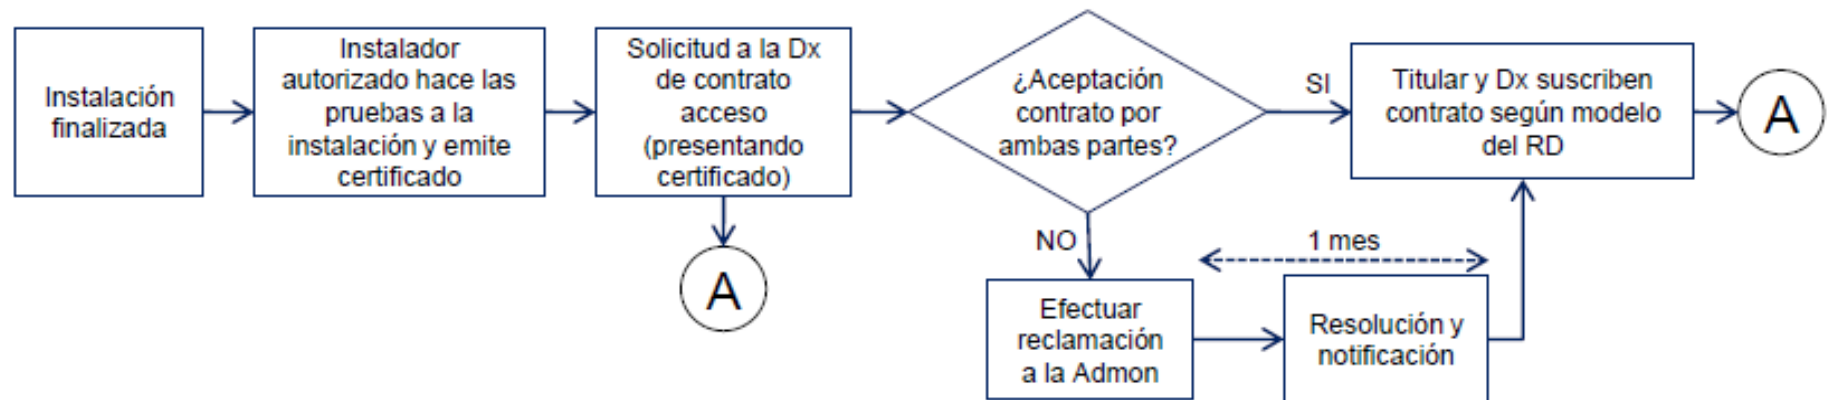 Instalación
finalizada
Instalador
autorizado hace las
pruebas a la
instalación y emite
certificado
Solicitud a la Dx
de contrato
acceso
(presentando
certificado)
A
¿Aceptación
contrato por
ambas partes?
SI
Titular y Dx suscriben
contrato según modelo
del RD
A
NO
1 mes
Efectuar
reclamación
a la Admon
Resolución y
notificación